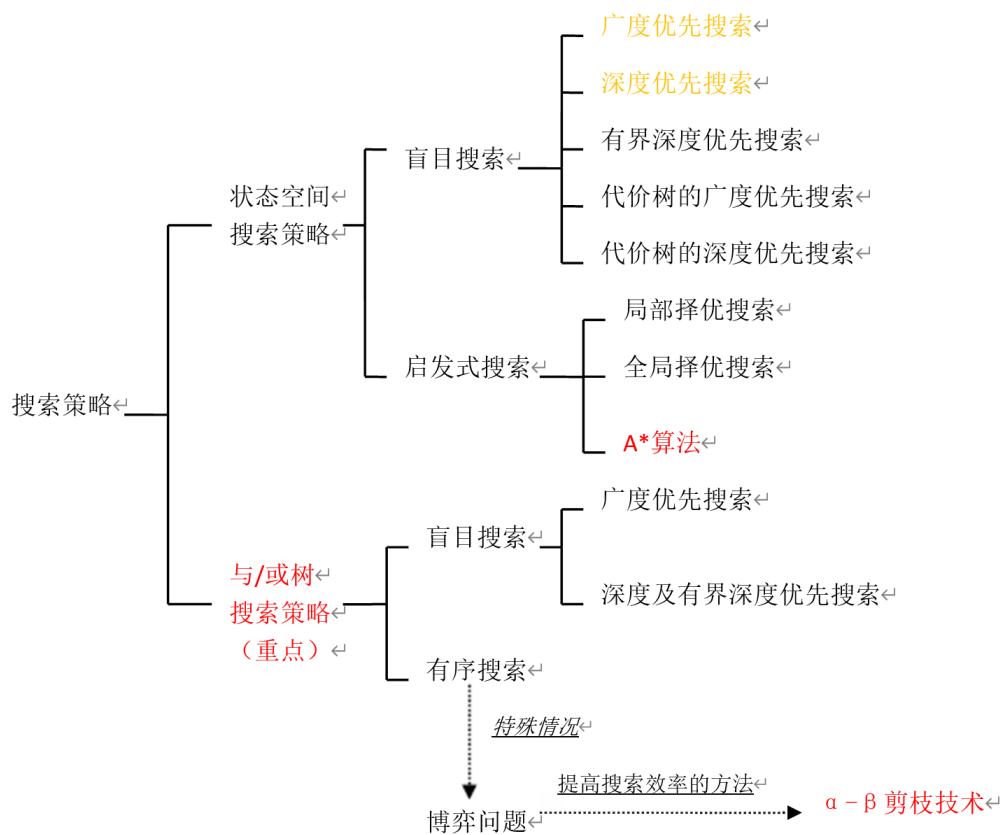 广度优先搜索
深度优先搜索
有界深度优先搜索
代价树的广度优先搜索
代价树的深度优先搜索
盲目搜索
状态空间
搜索策略
局部择优搜索
全局择优搜索
A*算法
启发式搜索
搜索策略
广度优先搜索
深度及有界深度优先搜索
盲目搜索
与/或树
搜索策略
（重点）
有序搜索
特殊情况
提高搜索效率的方法
博弈问题
α-β剪枝技术